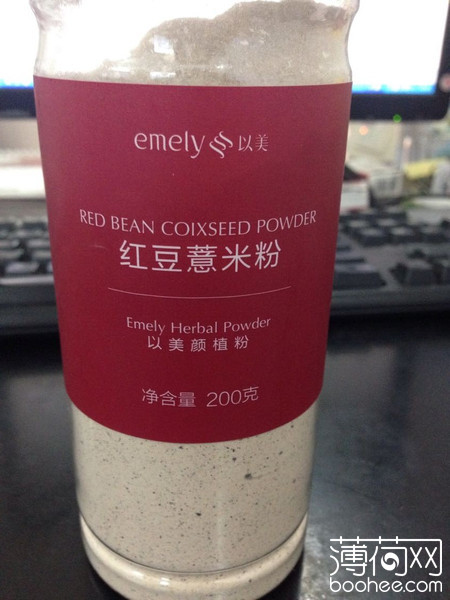 emely 以美
RED BEAN COIXSEED POWDER
红豆薏米粉
Emely Herbal Powder
以美颜植粉
净含量 200克
薄荷网
boohee.com